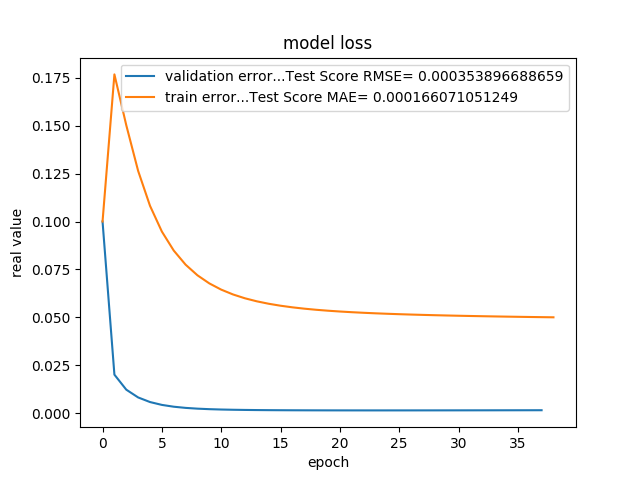 model loss
validation error...Test Score RMSE= 0.000353896688659
train error...Test Score MAE= 0.000166071051249
real value
0.175
0.150
0.125
0.100
0.075
0.050
0.025
0.000
0 5 10 15 20 25 30 35
epoch